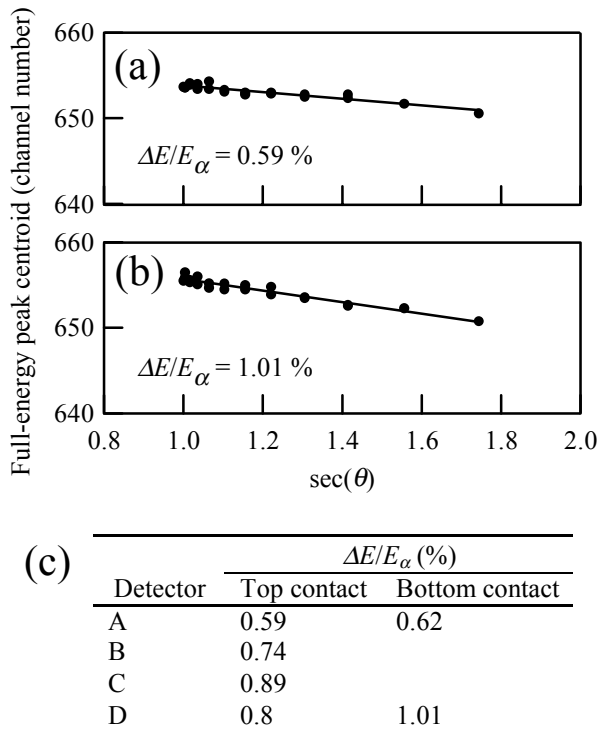 Full-energy peak centroid (channel number)
660
(a)
650
ΔE/Eα = 0.59 %
640
660
(b)
650
ΔE/Eα = 1.01 %
640
0.8 1.0 1.2 1.4 1.6 1.8 2.0
sec(θ)
(c)
ΔE/Eα (%)
Detector Top contact Bottom contact
A 0.59 0.62
B 0.74
C 0.89
D 0.8 1.01